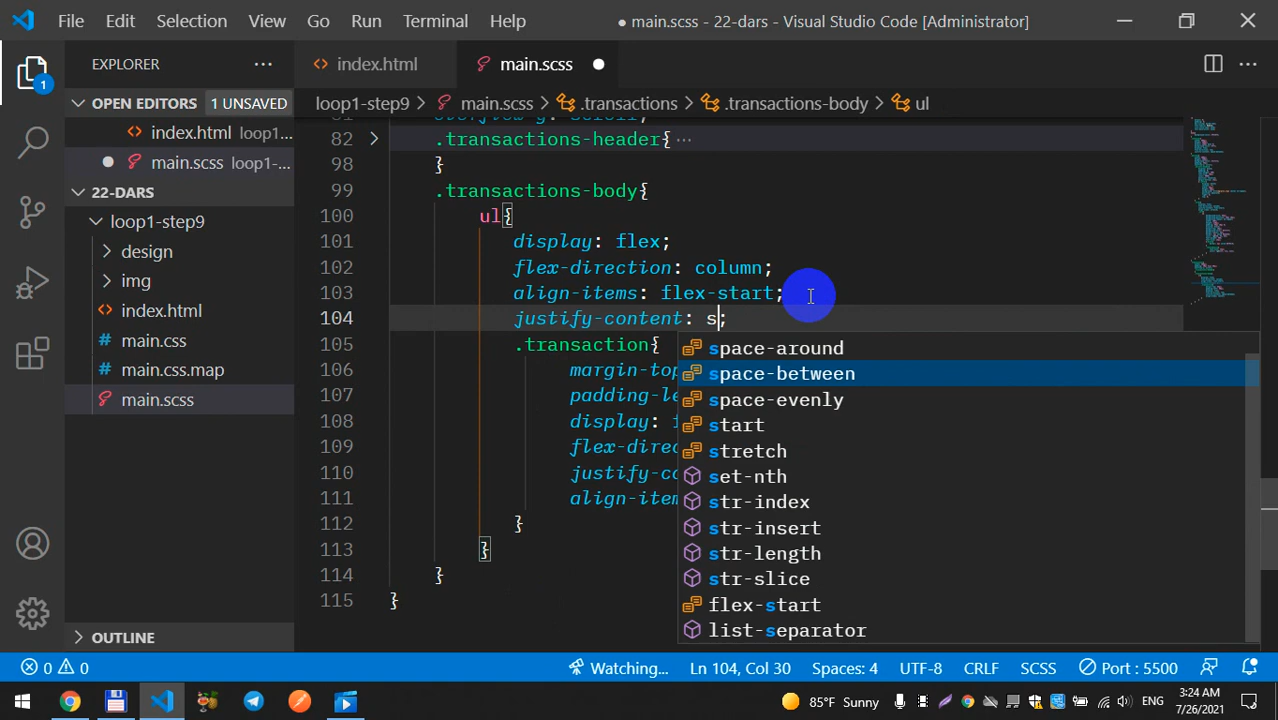 File Edit Selection View Go Run Terminal Help ● main.scss - 22-dars - Visual Studio Code [Administrator]
EXPLORER ··· <> index.html main.scss ●
OPEN EDITORS 1 UNSAVED loop1-step9 > main.scss > .transactions > .transactions-body > ul
<> index.html loop1...
82 > .transactions-header{ ···
● main.scss loop1-...
98 }
22-DARS
99 .transactions-body{
loop1-step9
100 ul{
> design
101 display: flex;
> img
102 flex-direction: column;
<> index.html
103 align-items: flex-start;
# main.css
104 justify-content: s;
main.css.map
105 .transaction{
main.scss
106 margin-top
107 padding-le
108 display: f
109 flex-direc
110 justify-co
111 align-item
112 }
113 }
114 }
115 }
space-around
space-between
space-evenly
start
stretch
set-nth
str-index
str-insert
str-length
str-slice
flex-start
list-separator
1
> OUTLINE
0 0 Watching... Ln 104, Col 30 Spaces: 4 UTF-8 CRLF SCSS Port : 5500
85°F Sunny ENG 3:24 AM
7/26/2021